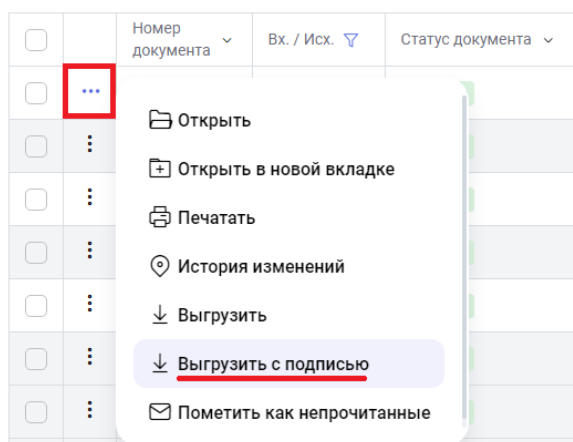 Номер документа
Вх. / Исх.
Статус документа
Открыть
Открыть в новой вкладке
Печатать
История изменений
Выгрузить
Выгрузить с подписью
Пометить как непрочитанные